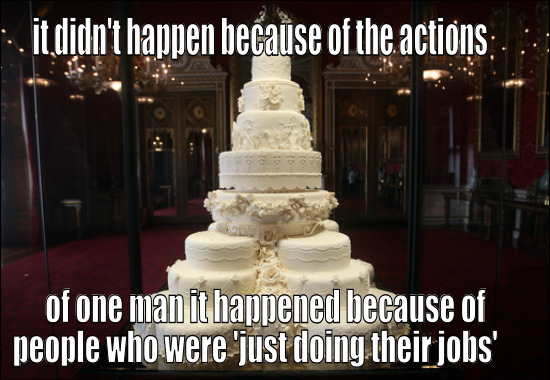 it didn't happen because of the actions
of one man it happened because of
people who were 'just doing their jobs'